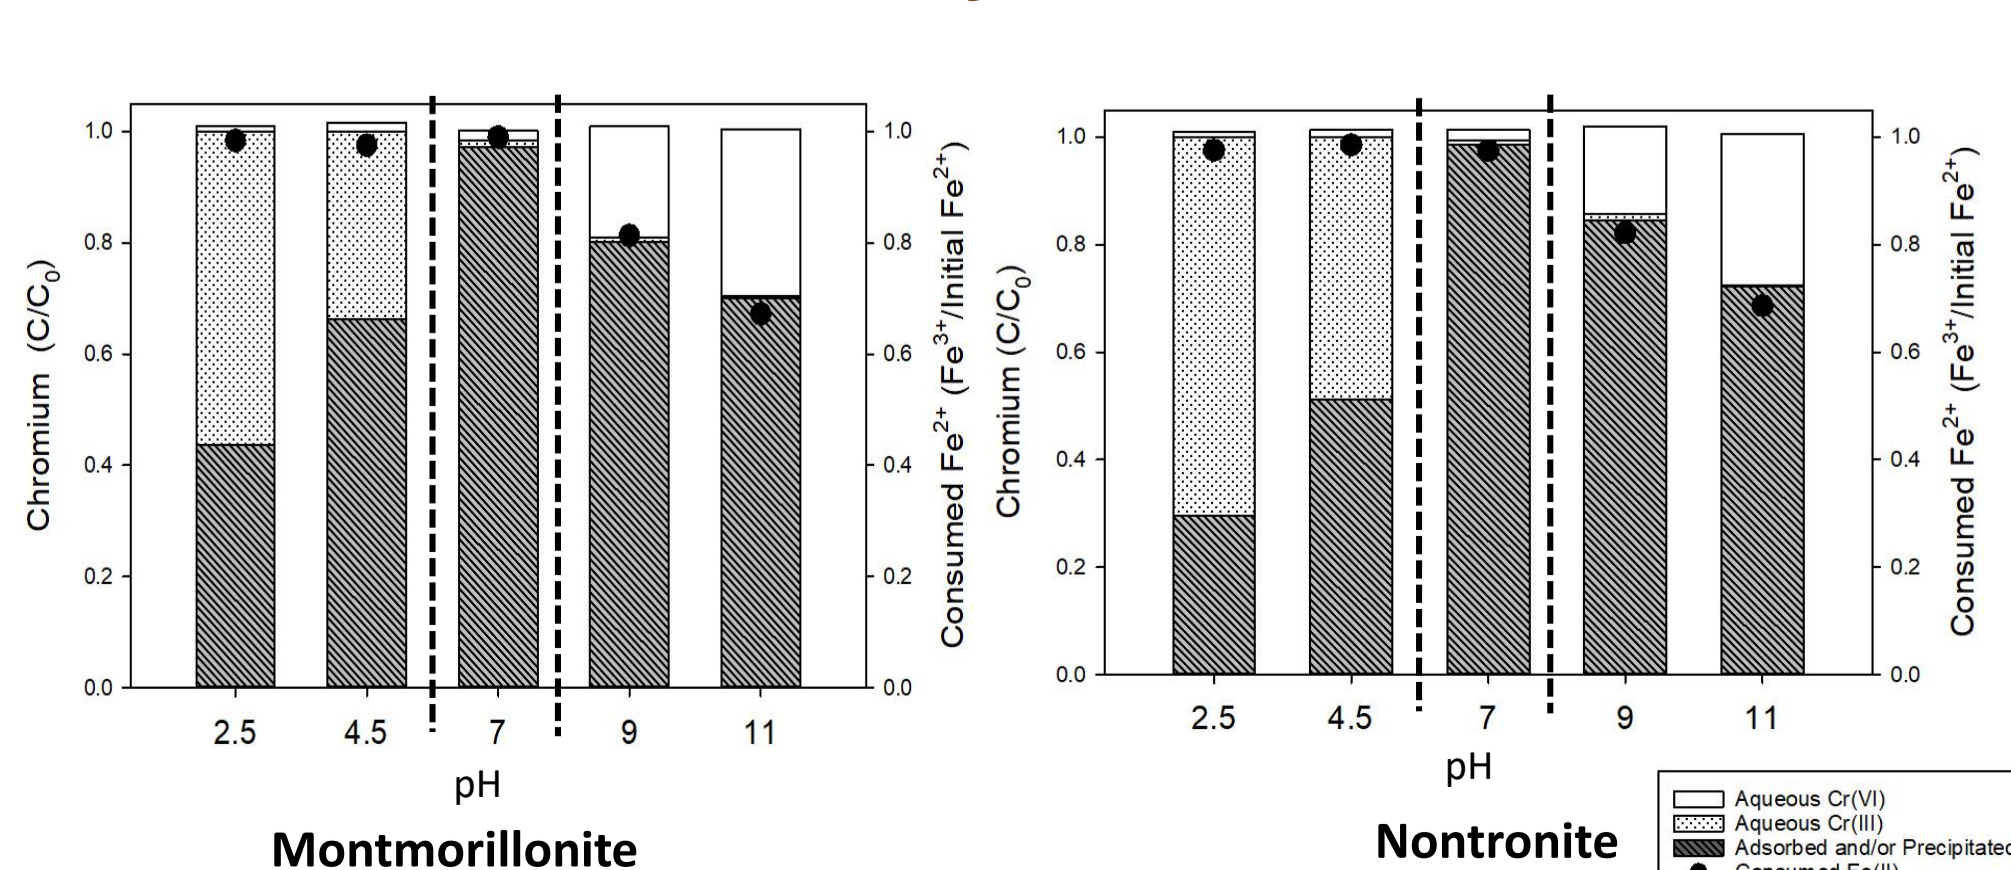 Chromium (C/C₀)
1.0
0.8
0.6
0.4
0.2
0.0
1.0
0.8
0.6
0.4
0.2
0.0
Consumed Fe²⁺ (Fe³⁺/Initial Fe²⁺)
2.5 4.5 7 9 11
pH
Montmorillonite
Chromium (C/C₀)
1.0
0.8
0.6
0.4
0.2
0.0
1.0
0.8
0.6
0.4
0.2
0.0
Consumed Fe²⁺ (Fe³⁺/Initial Fe²⁺)
2.5 4.5 7 9 11
pH
Nontronite
Aqueous Cr(VI)
Aqueous Cr(III)
Adsorbed and/or Precipitated
Consumed Fe(II)